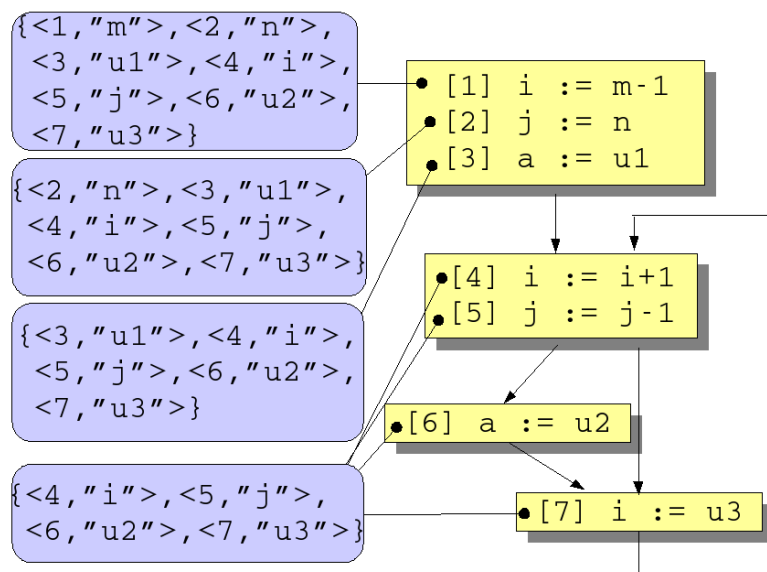 {<1,"m">,<2,"n">,
<3,"u1">,<4,"i">,
<5,"j">,<6,"u2">,
<7,"u3">}
{<2,"n">,<3,"u1">,
<4,"i">,<5,"j">,
<6,"u2">,<7,"u3">}
{<3,"u1">,<4,"i">,
<5,"j">,<6,"u2">,
<7,"u3">}
{<4,"i">,<5,"j">,
<6,"u2">,<7,"u3">}
[1] i := m-1
[2] j := n
[3] a := u1
[4] i := i+1
[5] j := j-1
[6] a := u2
[7] i := u3